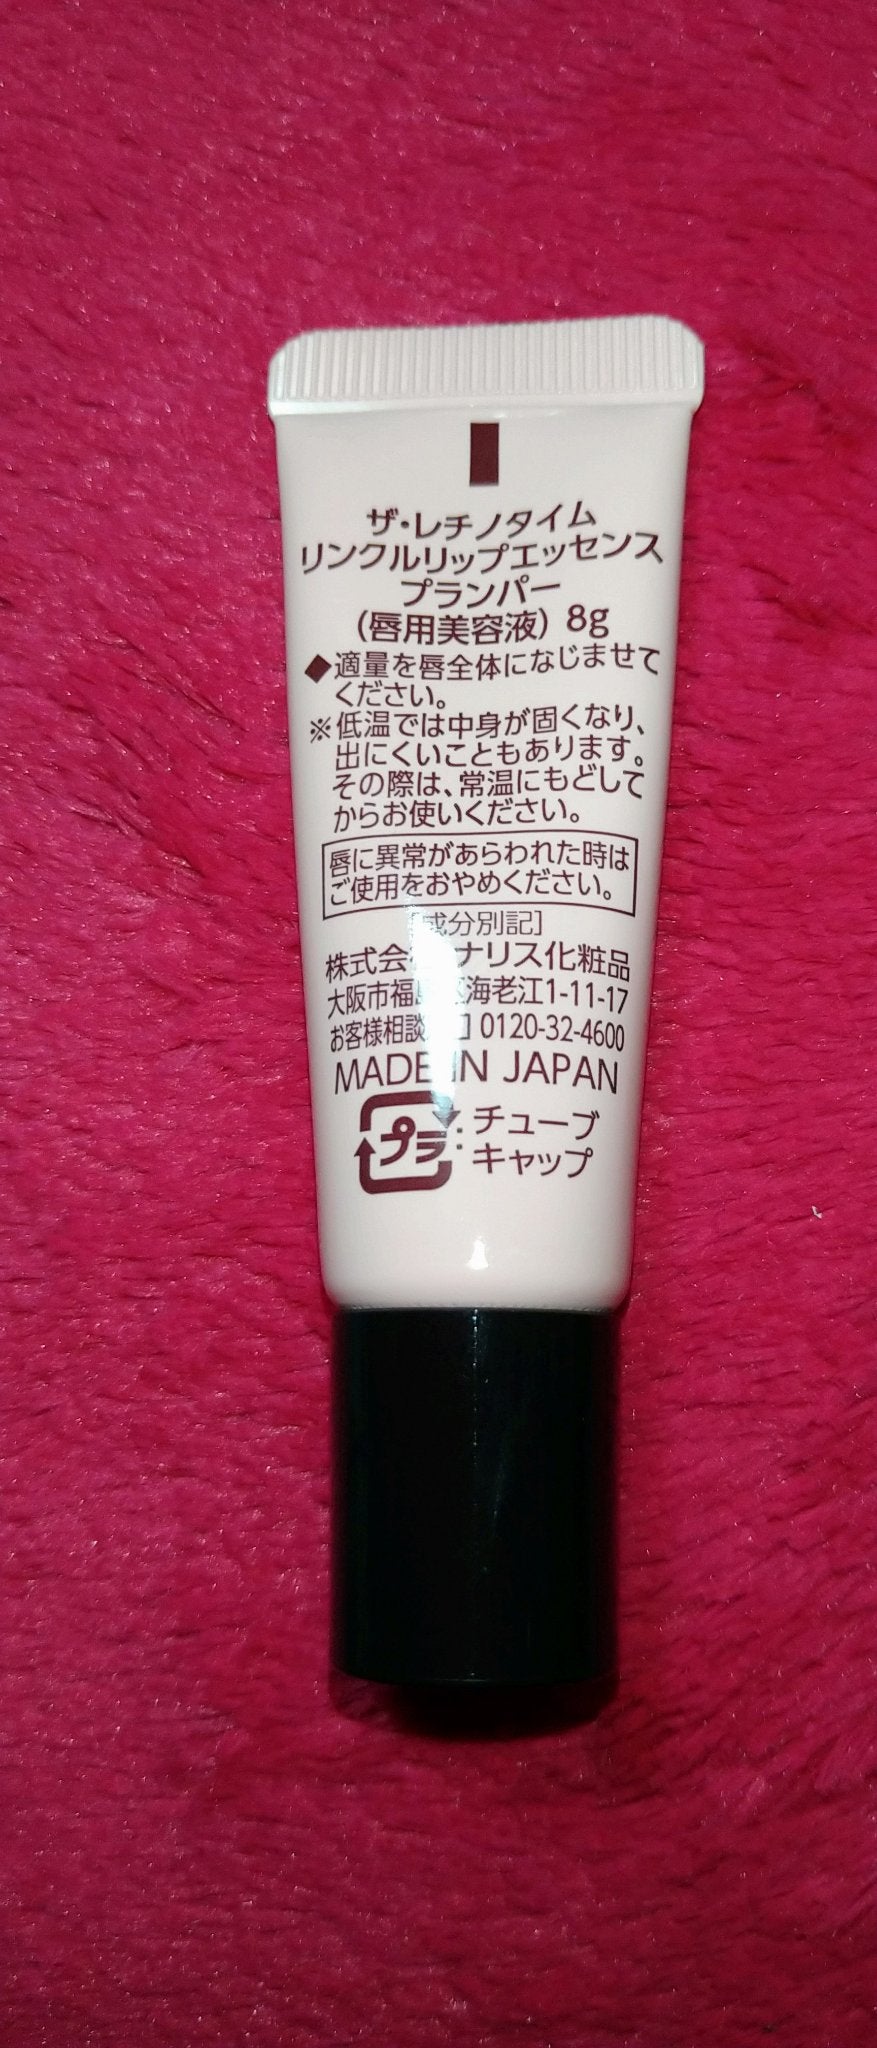 ザ・レチノタイム
リンクルリップエッセンス
プランパー
(唇用美容液) 8g
◆適量を唇全体になじませて
ください。
※低温では中身が固くなり、
出にくいこともあります。
その際は、常温にもどして
からお使いください。
唇に異常があらわれた時は
ご使用をおやめください。
[成分別記]
株式会 ナリス化粧品
大阪市福島区海老江1-11-17
お客様相談 0120-32-4600
MADE IN JAPAN
プラ:チューブ
キャップ